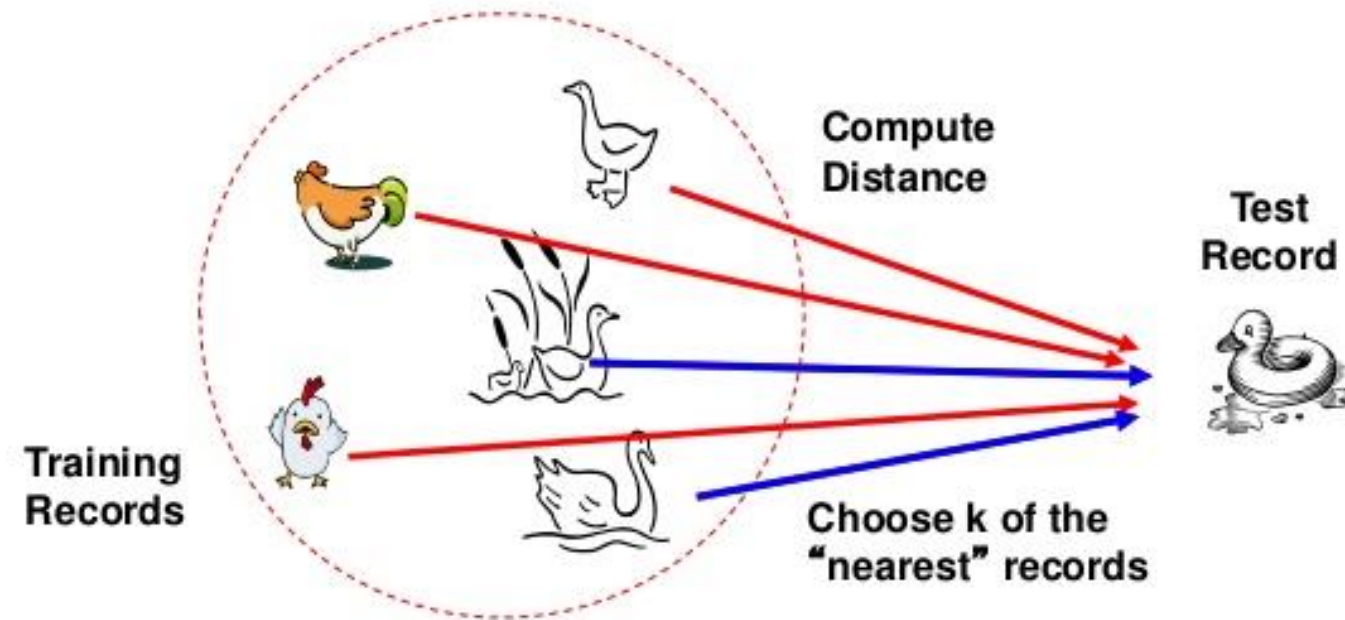 Compute
Distance
Test
Record
Training
Records
Choose k of the
“nearest” records